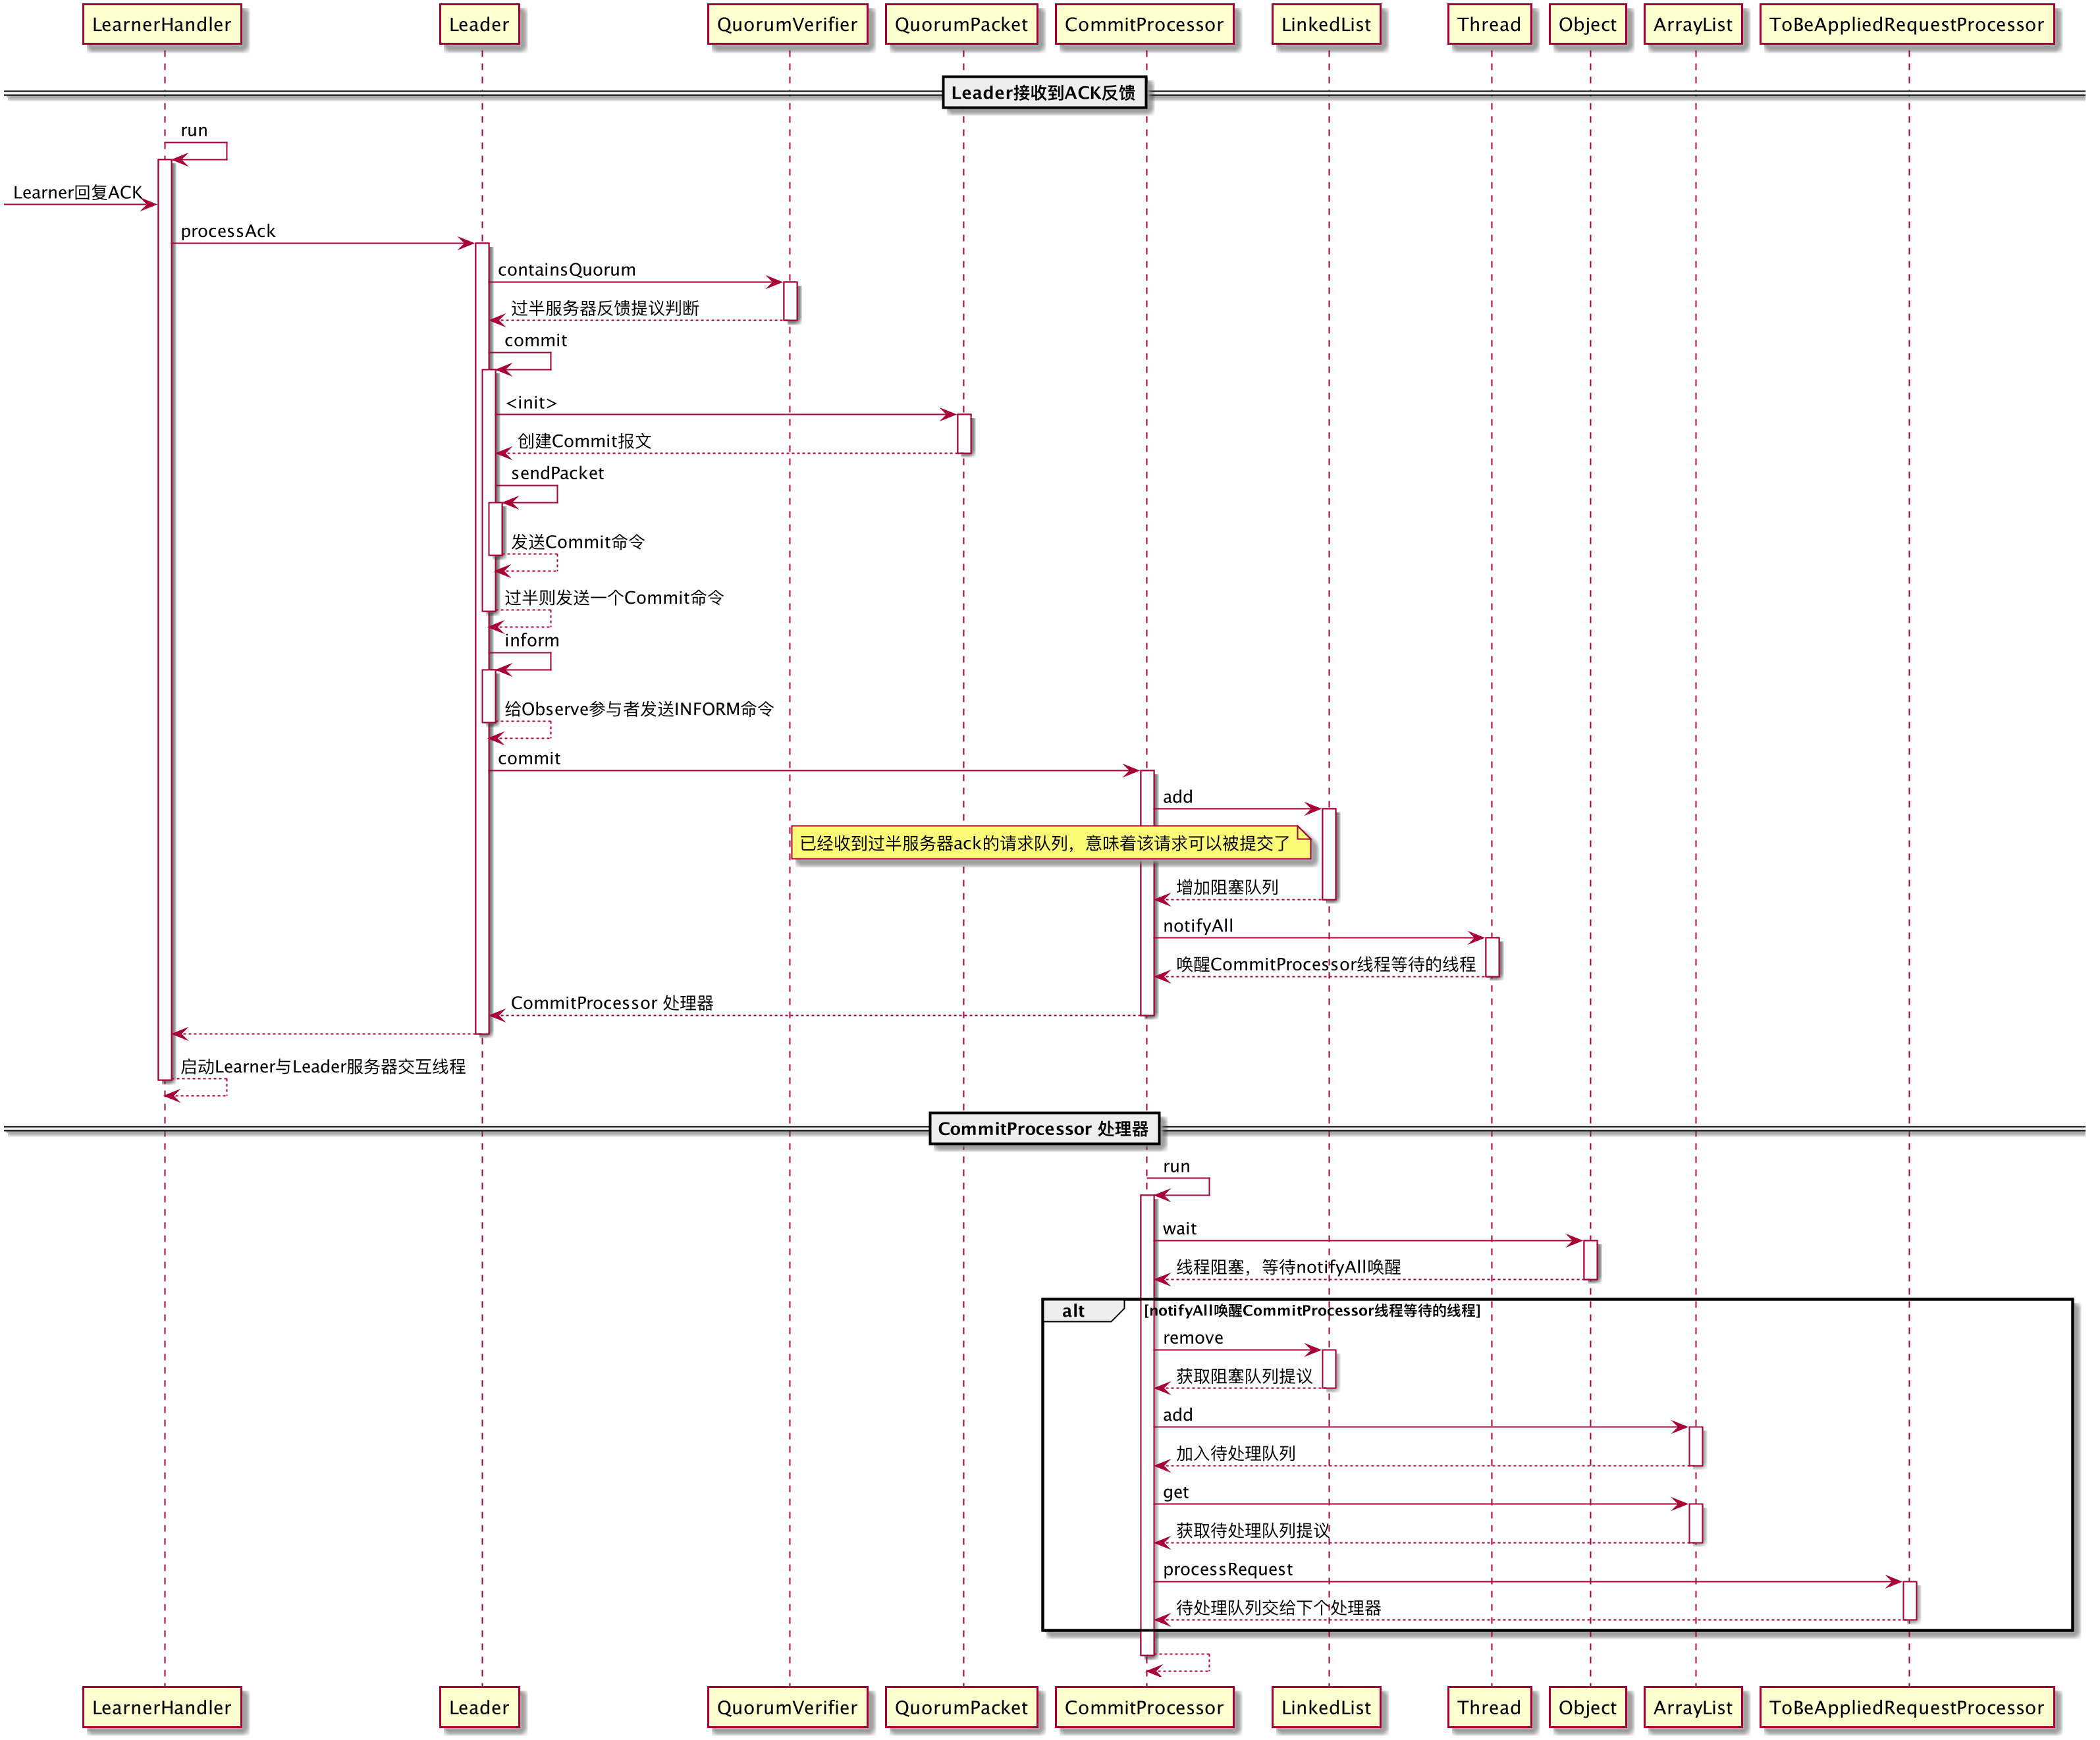 LearnerHandler
Leader
QuorumVerifier
QuorumPacket
CommitProcessor
LinkedList
Thread
Object
ArrayList
ToBeAppliedRequestProcessor
Leader接收到ACK反馈
run
Learner回复ACK
processAck
containsQuorum
过半服务器反馈提议判断
commit
<init>
创建Commit报文
sendPacket
发送Commit命令
过半则发送一个Commit命令
inform
给Observe参与者发送INFORM命令
commit
add
已经收到过半服务器ack的请求队列，意味着该请求可以被提交了
增加阻塞队列
notifyAll
唤醒CommitProcessor线程等待的线程
CommitProcessor 处理器
启动Learner与Leader服务器交互线程
CommitProcessor 处理器
run
wait
线程阻塞，等待notifyAll唤醒
alt
[notifyAll唤醒CommitProcessor线程等待的线程]
remove
获取阻塞队列提议
add
加入待处理队列
get
获取待处理队列提议
processRequest
待处理队列交给下个处理器
LearnerHandler
Leader
QuorumVerifier
QuorumPacket
CommitProcessor
LinkedList
Thread
Object
ArrayList
ToBeAppliedRequestProcessor